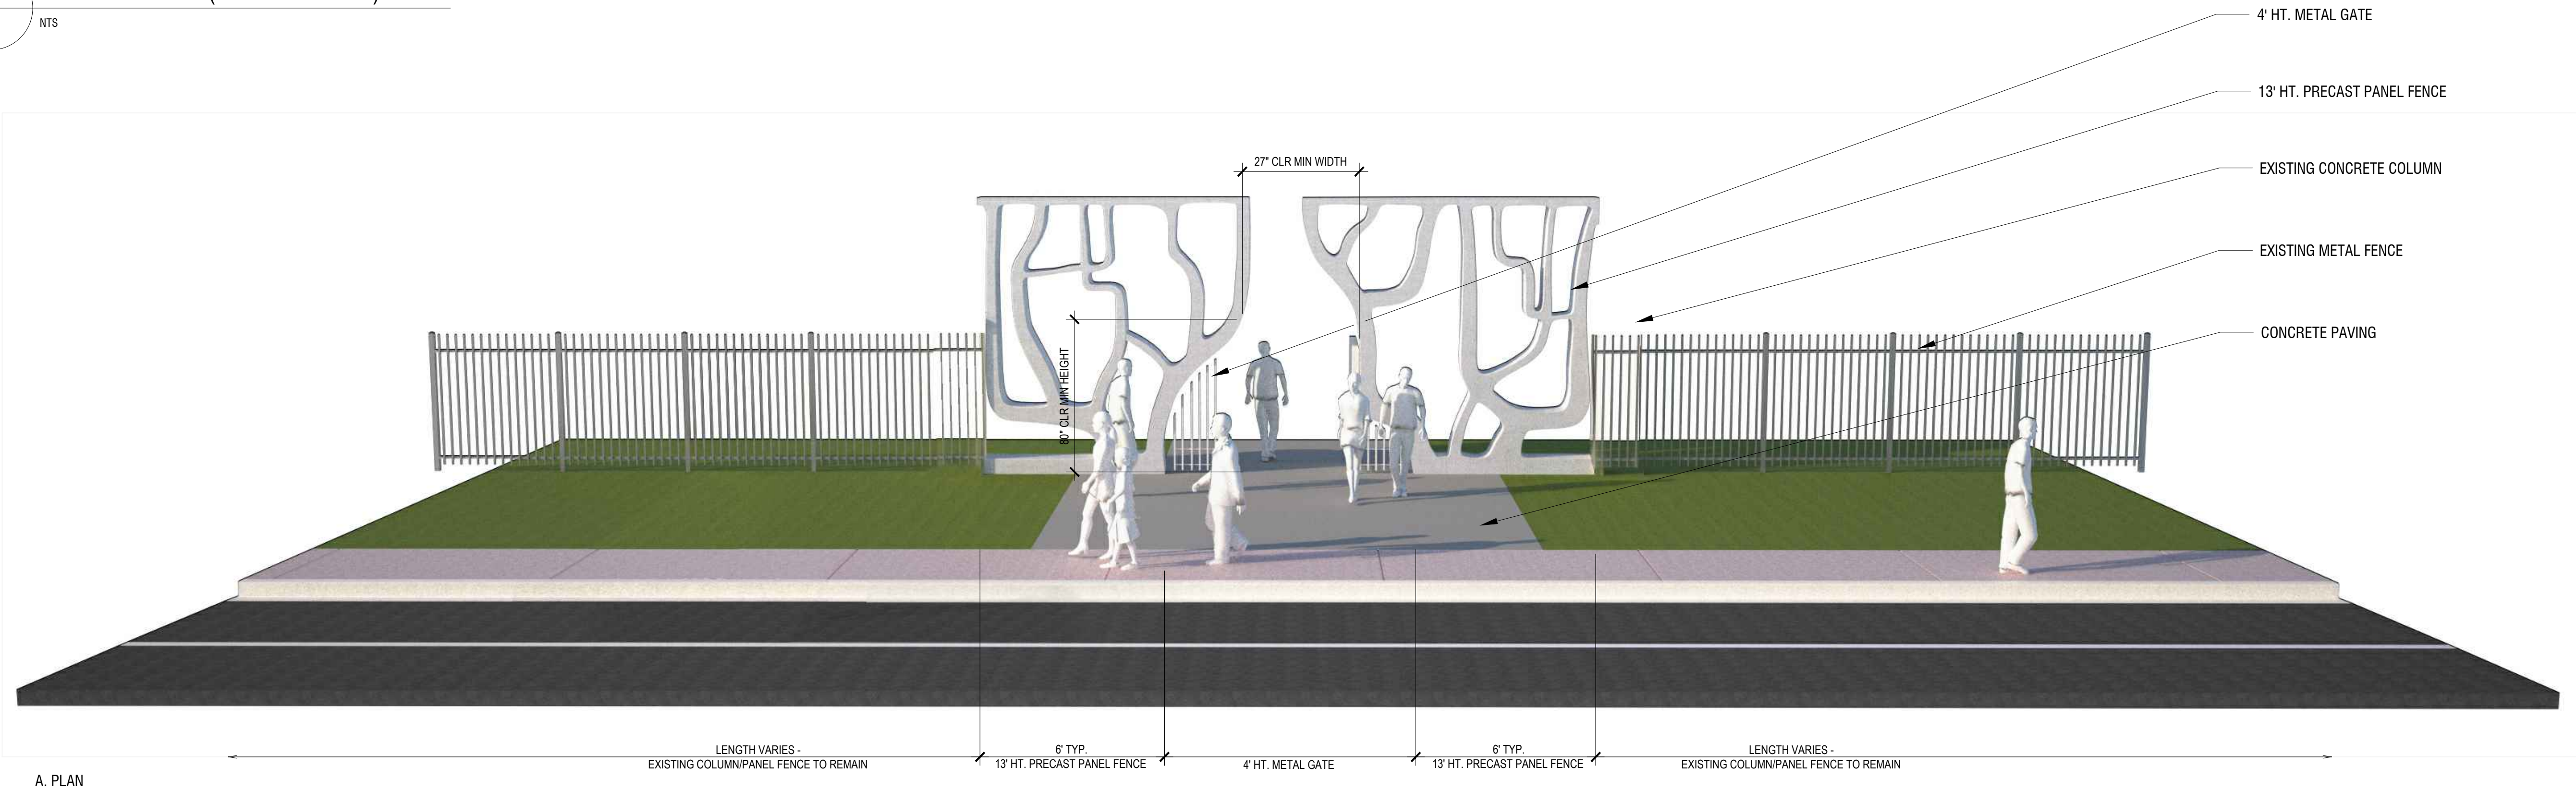 NTS
4' HT. METAL GATE
13' HT. PRECAST PANEL FENCE
27" CLR MIN WIDTH
EXISTING CONCRETE COLUMN
EXISTING METAL FENCE
CONCRETE PAVING
80" CLR MIN HEIGHT
LENGTH VARIES -
EXISTING COLUMN/PANEL FENCE TO REMAIN
6' TYP.
13' HT. PRECAST PANEL FENCE
4' HT. METAL GATE
6' TYP.
13' HT. PRECAST PANEL FENCE
LENGTH VARIES -
EXISTING COLUMN/PANEL FENCE TO REMAIN
A. PLAN